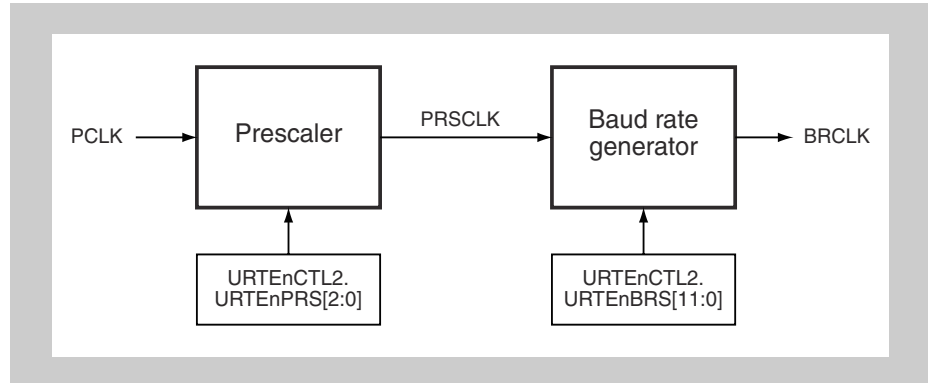 PCLK
Prescaler
PRSCLK
Baud rate
generator
BRCLK
URTEnCTL2.
URTEnPRS[2:0]
URTEnCTL2.
URTEnBRS[11:0]